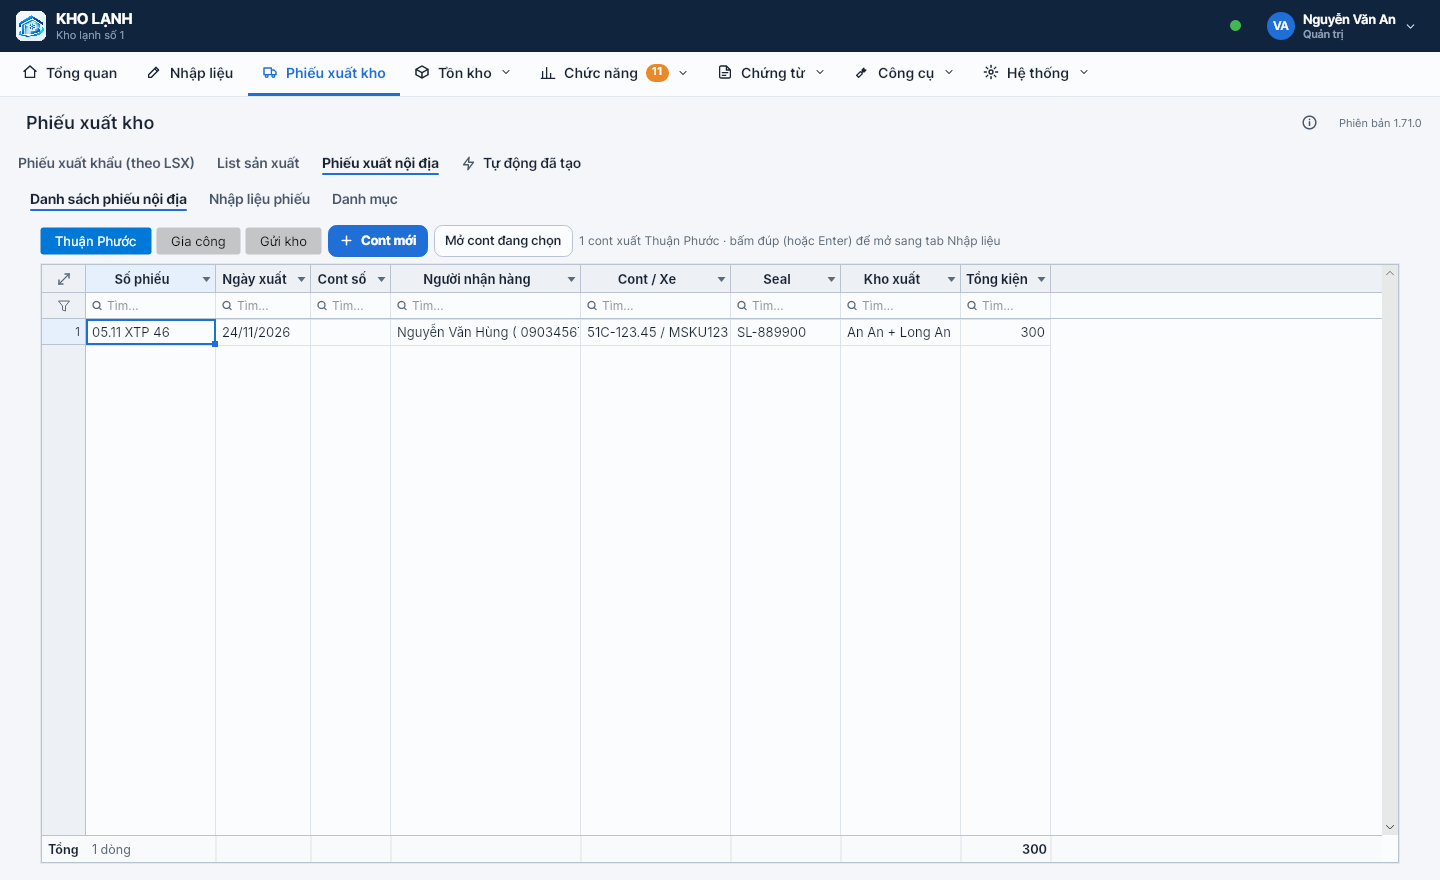 KHO LẠNH
Kho lạnh số 1
VA
Nguyễn Văn An
Quản trị
Tổng quan
Nhập liệu
Phiếu xuất kho
Tồn kho
Chức năng 11
Chứng từ
Công cụ
Hệ thống
Phiếu xuất kho
Phiên bản 1.71.0
Phiếu xuất khẩu (theo LSX)
List sản xuất
Phiếu xuất nội địa
Tự động đã tạo
Danh sách phiếu nội địa
Nhập liệu phiếu
Danh mục
Thuận Phước
Gia công
Gửi kho
Cont mới
Mở cont đang chọn
1 cont xuất Thuận Phước · bấm đúp (hoặc Enter) để mở sang tab Nhập liệu
Số phiếu Ngày xuất Cont số Người nhận hàng Cont / Xe Seal Kho xuất Tổng kiện
Tìm... Tìm... Tìm... Tìm... Tìm... Tìm... Tìm... Tìm...
1 05.11 XTP 46 24/11/2026 Nguyễn Văn Hùng ( 0903456 51C-123.45 / MSKU123 SL-889900 An An + Long An 300
Tổng 1 dòng 300